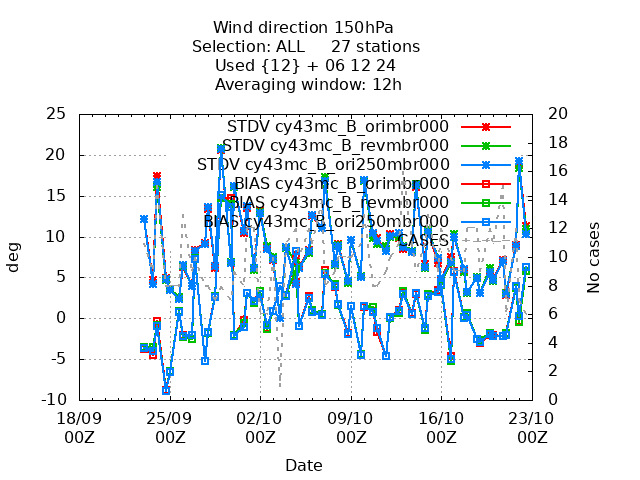 Wind direction 150hPa
Selection: ALL 27 stations
Used {12} + 06 12 24
Averaging window: 12h
25
20
15
10
5
0
-5
-10
deg
STDV cy43mc_B_orimbr000
STDV cy43mc_B_revmbr000
STDV cy43mc_B_ori250mbr000
BIAS cy43mc_B_orimbr000
BIAS cy43mc_B_revmbr000
BIAS cy43mc_B_ori250mbr000
CASES
20
18
16
14
12
10
8
6
4
2
0
No cases
18/09 25/09 02/10 09/10 16/10 23/10
00Z 00Z 00Z 00Z 00Z 00Z
Date